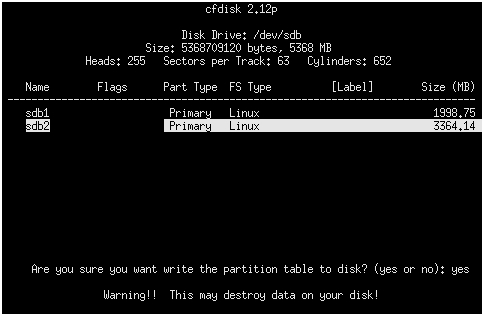 cfdisk 2.12p
Disk Drive: /dev/sdb
Size: 5368709120 bytes, 5368 MB
Heads: 255 Sectors per Track: 63 Cylinders: 652
Name Flags Part Type FS Type [Label] Size (MB)
sdb1 Primary Linux 1998.75
sdb2 Primary Linux 3364.14
Are you sure you want write the partition table to disk? (yes or no): yes
Warning!! This may destroy data on your disk!